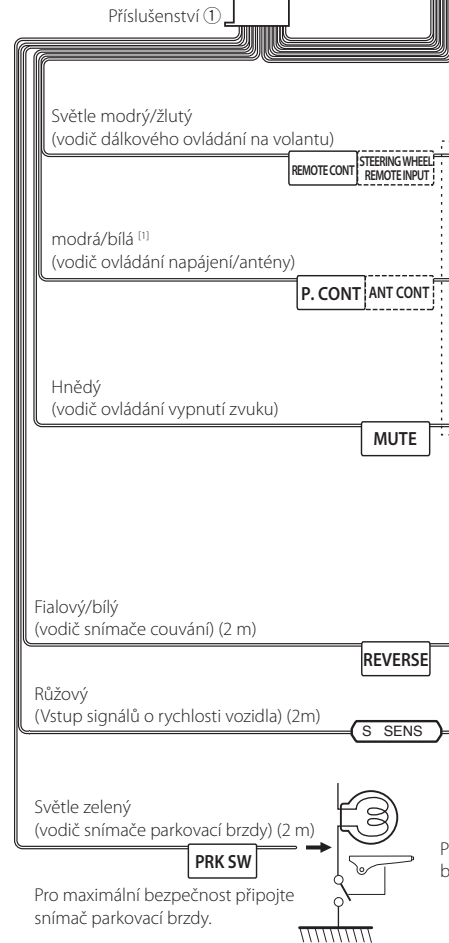 Příslušenství ①
Světle modrý/žlutý
(vodič dálkového ovládání na volantu)
REMOTE CONT
STEERING WHEEL
REMOTE INPUT
modrá/bílá [1]
(vodič ovládání napájení/antény)
P. CONT
ANT CONT
Hnědý
(vodič ovládání vypnutí zvuku)
MUTE
Fialový/bílý
(vodič snímače couvání) (2 m)
REVERSE
Růžový
(Vstup signálů o rychlosti vozidla) (2m)
S SENS
Světle zelený
(vodič snímače parkovací brzdy) (2 m)
PRK SW
Pro maximální bezpečnost připojte
snímač parkovací brzdy.
P
b